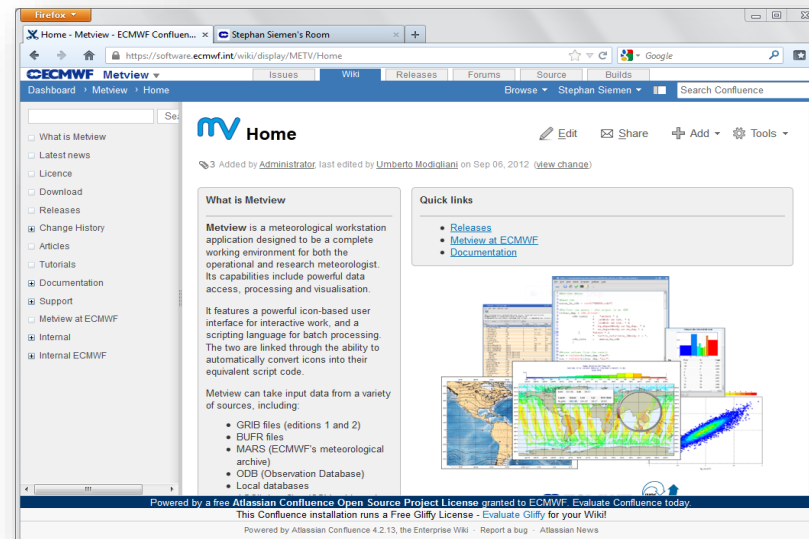 Firefox
Home - Metview - ECMWF Confluen... ×
Stephan Siemen's Room ×
+
https://software.ecmwf.int/wiki/display/METV/Home
Google
ECMWF Metview
Issues
Wiki
Releases
Forums
Source
Builds
Dashboard › Metview › Home
Browse
Stephan Siemen
Search Confluence
Sea
What is Metview
Latest news
Licence
Download
Releases
Change History
Articles
Tutorials
Documentation
Support
Metview at ECMWF
Internal
Internal ECMWF
mv Home
Edit
Share
Add
Tools
3 Added by Administrator, last edited by Umberto Modigliani on Sep 06, 2012 (view change)
What is Metview
Metview is a meteorological workstation
application designed to be a complete
working environment for both the
operational and research meteorologist.
Its capabilities include powerful data
access, processing and visualisation.
It features a powerful icon-based user
interface for interactive work, and a
scripting language for batch processing.
The two are linked through the ability to
automatically convert icons into their
equivalent script code.
Metview can take input data from a variety
of sources, including:
• GRIB files (editions 1 and 2)
• BUFR files
• MARS (ECMWF's meteorological
archive)
• ODB (Observation Database)
• Local databases
Quick links
• Releases
• Metview at ECMWF
• Documentation
Powered by a free Atlassian Confluence Open Source Project License granted to ECMWF. Evaluate Confluence today.
This Confluence installation runs a Free Gliffy License - Evaluate Gliffy for your Wiki!
Powered by Atlassian Confluence 4.2.13, the Enterprise Wiki · Report a bug · Atlassian News